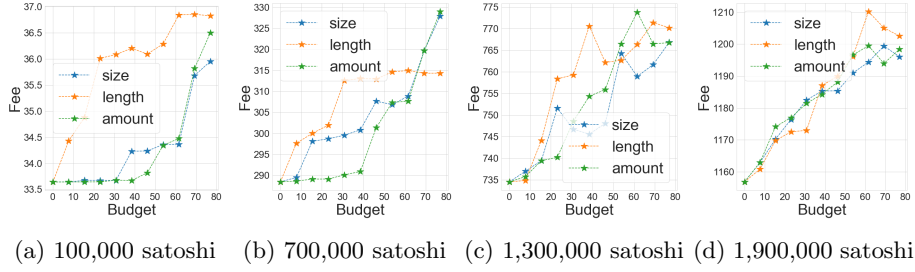 37.0
36.5
36.0
35.5
35.0
34.5
34.0
33.5
Fee
size
length
amount
0 10 20 30 40 50 60 70 80
Budget
(a) 100,000 satoshi
330
320
310
300
290
Fee
size
length
amount
0 10 20 30 40 50 60 70 80
Budget
(b) 700,000 satoshi
775
770
765
760
755
750
745
740
735
Fee
size
length
amount
0 10 20 30 40 50 60 70 80
Budget
(c) 1,300,000 satoshi
1210
1200
1190
1180
1170
1160
Fee
size
length
amount
0 10 20 30 40 50 60 70 80
Budget
(d) 1,900,000 satoshi